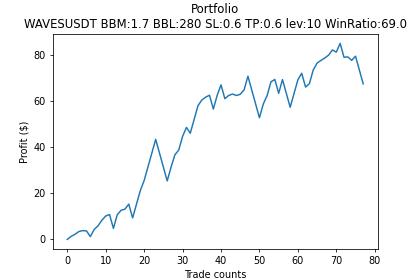 Portfolio
WAVESUSDT BBM:1.7 BBL:280 SL:0.6 TP:0.6 lev:10 WinRatio:69.0
80
60
40
20
0
Profit ($)
0 10 20 30 40 50 60 70 80
Trade counts